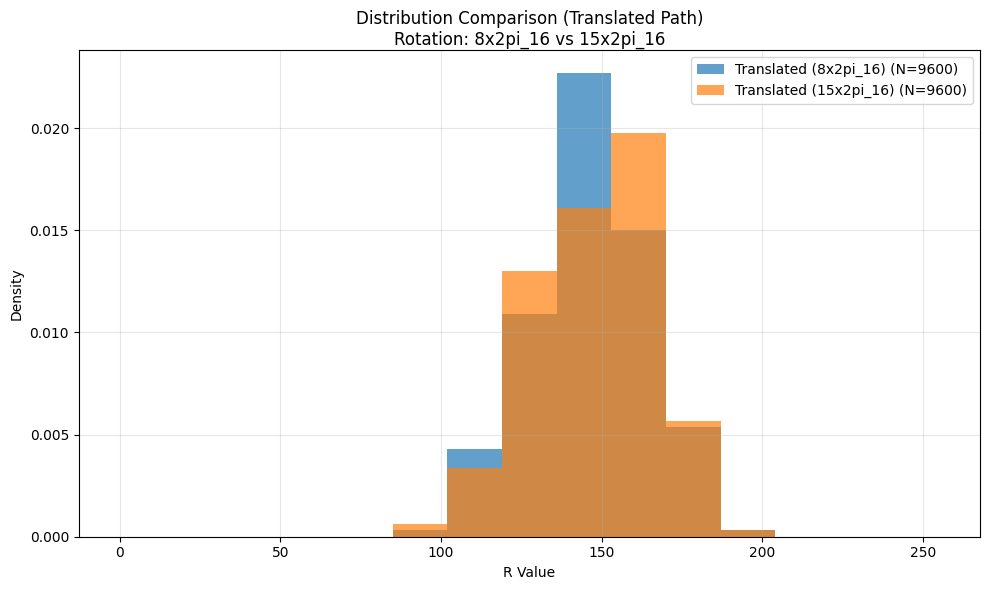 Distribution Comparison (Translated Path)
Rotation: 8x2pi_16 vs 15x2pi_16
Translated (8x2pi_16) (N=9600)
Translated (15x2pi_16) (N=9600)
Density
0.020
0.015
0.010
0.005
0.000
0 50 100 150 200 250
R Value